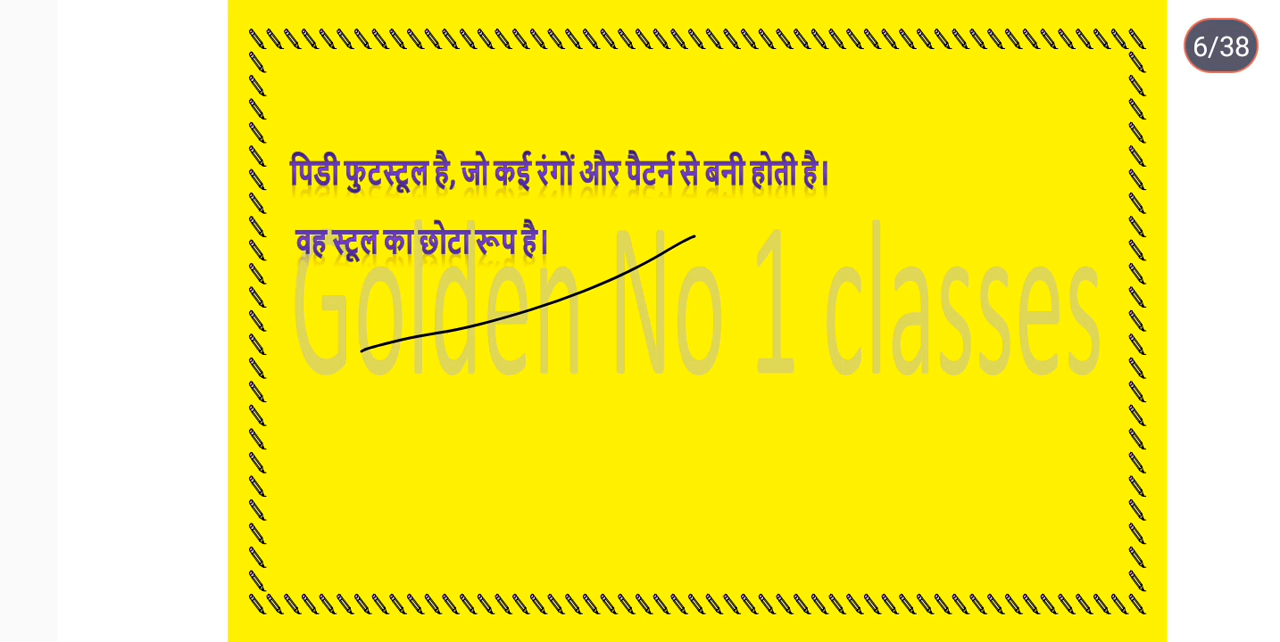 6/38
पिडी फुटस्टूल है, जो कई रंगों और पैटर्न से बनी होती है।
वह स्टूल का छोटा रूप है।
Golden No 1 classes